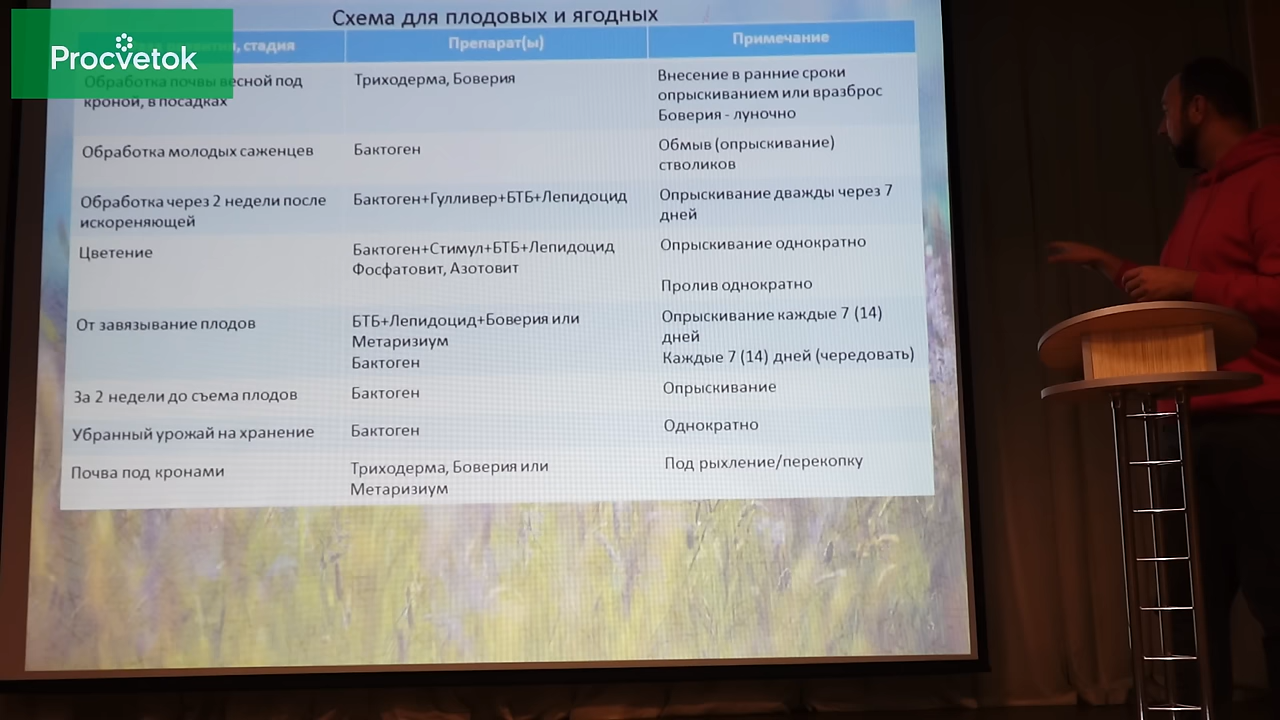 Procvetok
Схема для плодовых и ягодных
стадия
Препарат(ы)
Примечание
Обработка почвы весной под
кроной, в посадках
Триходерма, Боверия
Внесение в ранние сроки
опрыскиванием или вразброс
Боверия - луночно
Обработка молодых саженцев
Бактоген
Обмыв (опрыскивание)
стволиков
Обработка через 2 недели после
искореняющей
Бактоген+Гулливер+БТБ+Лепидоцид
Опрыскивание дважды через 7
дней
Цветение
Бактоген+Стимул+БТБ+Лепидоцид
Фосфатовит, Азотовит
Опрыскивание однократно
Пролив однократно
От завязывание плодов
БТБ+Лепидоцид+Боверия или
Метаризиум
Бактоген
Опрыскивание каждые 7 (14)
дней
Каждые 7 (14) дней (чередовать)
За 2 недели до съема плодов
Бактоген
Опрыскивание
Убранный урожай на хранение
Бактоген
Однократно
Почва под кронами
Триходерма, Боверия или
Метаризиум
Под рыхление/перекопку